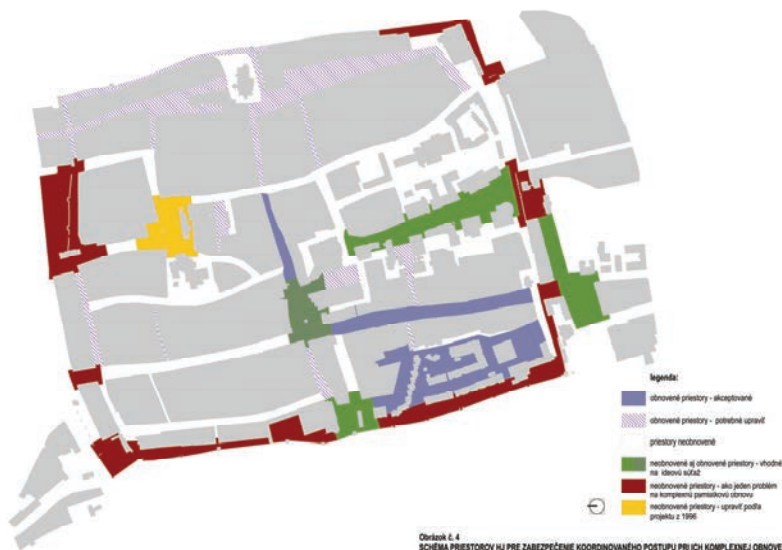 legenda:
obnovené priestory - akceptované
obnovené priestory - potrebné upraviť
priestory neobnovené
neobnovené aj obnovené priestory - vhodné
na ideovú súťaž
neobnovené priestory - ako jeden problém
na komplexnú pamiatkovú obnovu
neobnovené priestory - upraviť podľa
projektu z 1996
Obrázok č. 4
SCHÉMA PRIESTOROV HJ PRE ZABEZPEČENIE KOORDINOVANÉHO POSTUPU PRI ICH KOMPLEXNEJ OBNOVE